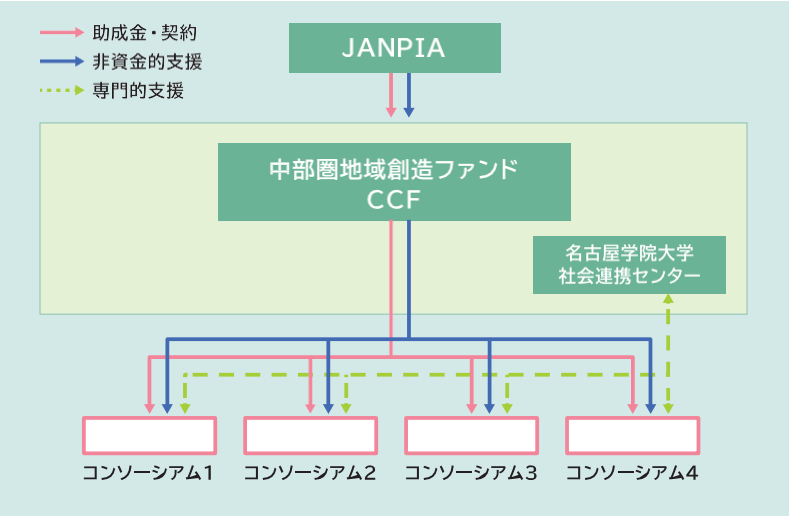 助成金・契約
非資金的支援
専門的支援
JANPIA
中部圏地域創造ファンド
CCF
名古屋学院大学
社会連携センター
コンソーシアム1
コンソーシアム2
コンソーシアム3
コンソーシアム4